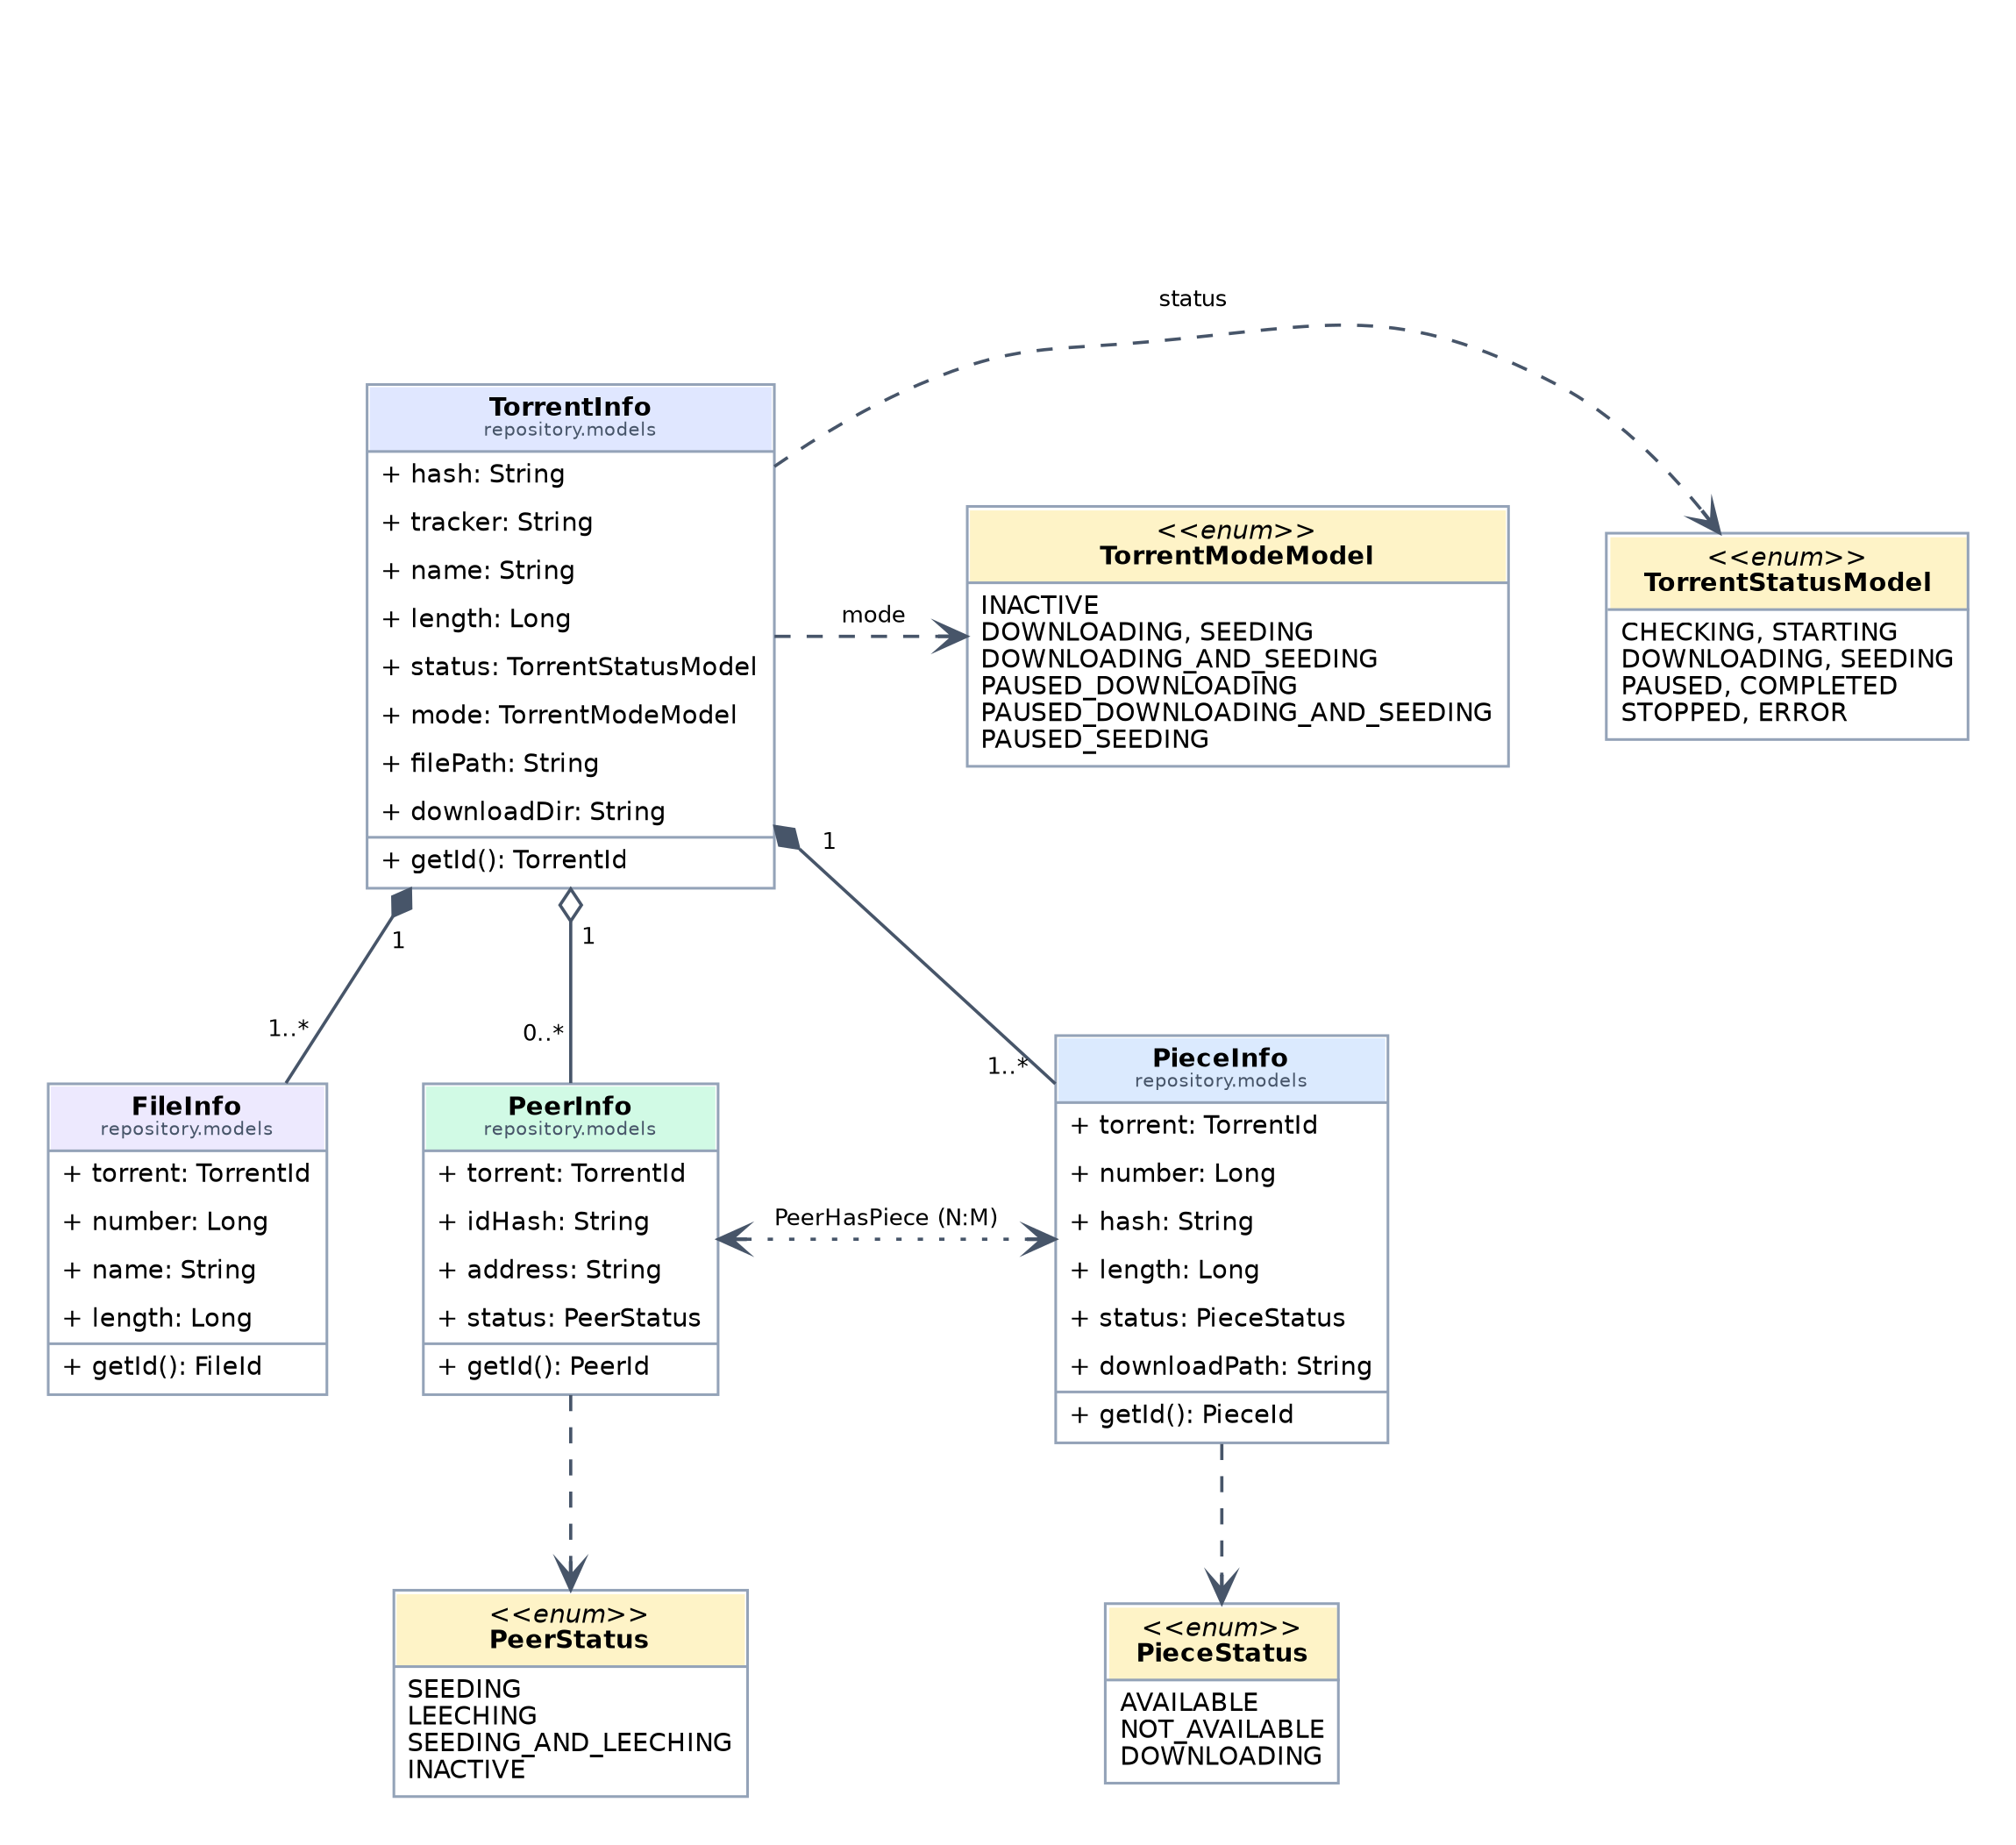 status
TorrentInfo
repository.models
+ hash: String
+ tracker: String
+ name: String
+ length: Long
+ status: TorrentStatusModel
+ mode: TorrentModeModel
+ filePath: String
+ downloadDir: String
+ getId(): TorrentId
mode
<<enum>>
TorrentModeModel
INACTIVE
DOWNLOADING, SEEDING
DOWNLOADING_AND_SEEDING
PAUSED_DOWNLOADING
PAUSED_DOWNLOADING_AND_SEEDING
PAUSED_SEEDING
<<enum>>
TorrentStatusModel
CHECKING, STARTING
DOWNLOADING, SEEDING
PAUSED, COMPLETED
STOPPED, ERROR
1
1
1
1..*
0..*
1..*
FileInfo
repository.models
+ torrent: TorrentId
+ number: Long
+ name: String
+ length: Long
+ getId(): FileId
PeerInfo
repository.models
+ torrent: TorrentId
+ idHash: String
+ address: String
+ status: PeerStatus
+ getId(): PeerId
PeerHasPiece (N:M)
PieceInfo
repository.models
+ torrent: TorrentId
+ number: Long
+ hash: String
+ length: Long
+ status: PieceStatus
+ downloadPath: String
+ getId(): PieceId
<<enum>>
PeerStatus
SEEDING
LEECHING
SEEDING_AND_LEECHING
INACTIVE
<<enum>>
PieceStatus
AVAILABLE
NOT_AVAILABLE
DOWNLOADING